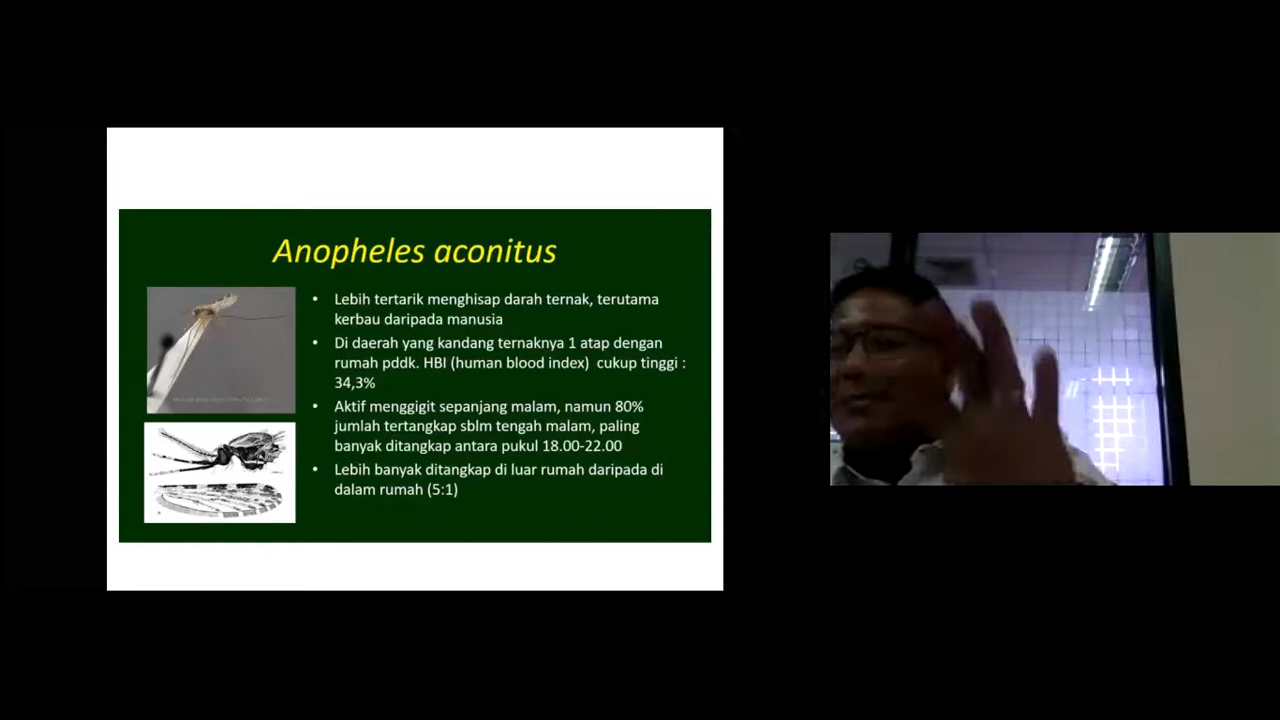 Anopheles aconitus
• Lebih tertarik menghisap darah ternak, terutama
kerbau daripada manusia
• Di daerah yang kandang ternaknya 1 atap dengan
rumah pddk. HBI (human blood index) cukup tinggi :
34,3%
• Aktif menggigit sepanjang malam, namun 80%
jumlah tertangkap sblm tengah malam, paling
banyak ditangkap antara pukul 18.00-22.00
• Lebih banyak ditangkap di luar rumah daripada di
dalam rumah (5:1)